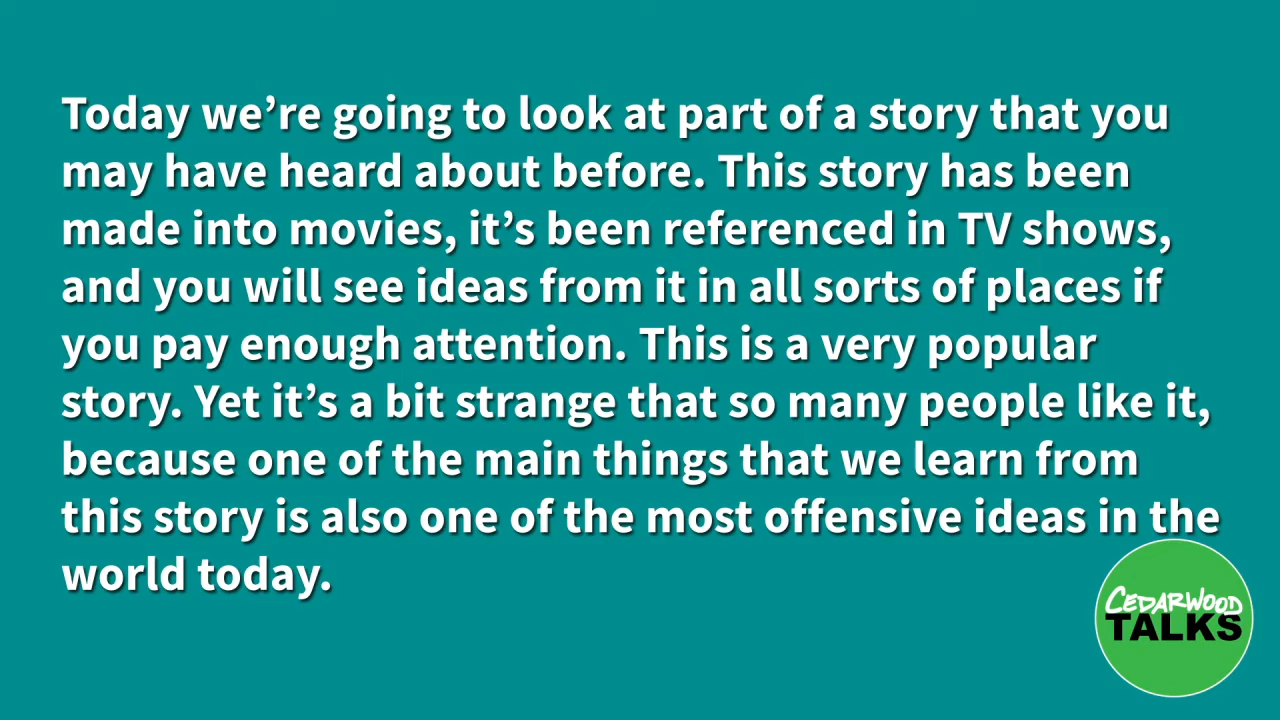 Today we’re going to look at part of a story that you
may have heard about before. This story has been
made into movies, it’s been referenced in TV shows,
and you will see ideas from it in all sorts of places if
you pay enough attention. This is a very popular
story. Yet it’s a bit strange that so many people like it,
because one of the main things that we learn from
this story is also one of the most offensive ideas in the
world today.
CEDARWOOD
TALKS